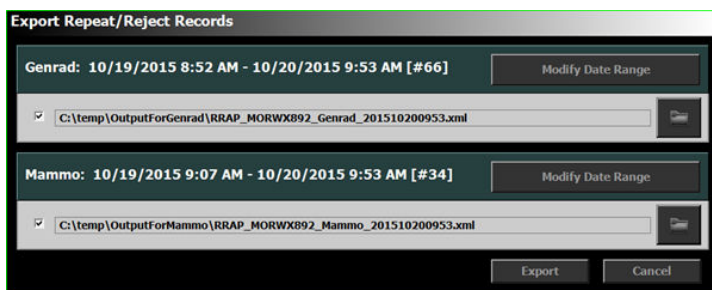 Export Repeat/Reject Records
Genrad: 10/19/2015 8:52 AM - 10/20/2015 9:53 AM [#66]
Modify Date Range
C:\temp\OutputForGenrad\RRAP_MORWX892_Genrad_201510200953.xml
Mammo: 10/19/2015 9:07 AM - 10/20/2015 9:53 AM [#34]
Modify Date Range
C:\temp\OutputForMammo\RRAP_MORWX892_Mammo_201510200953.xml
Export
Cancel